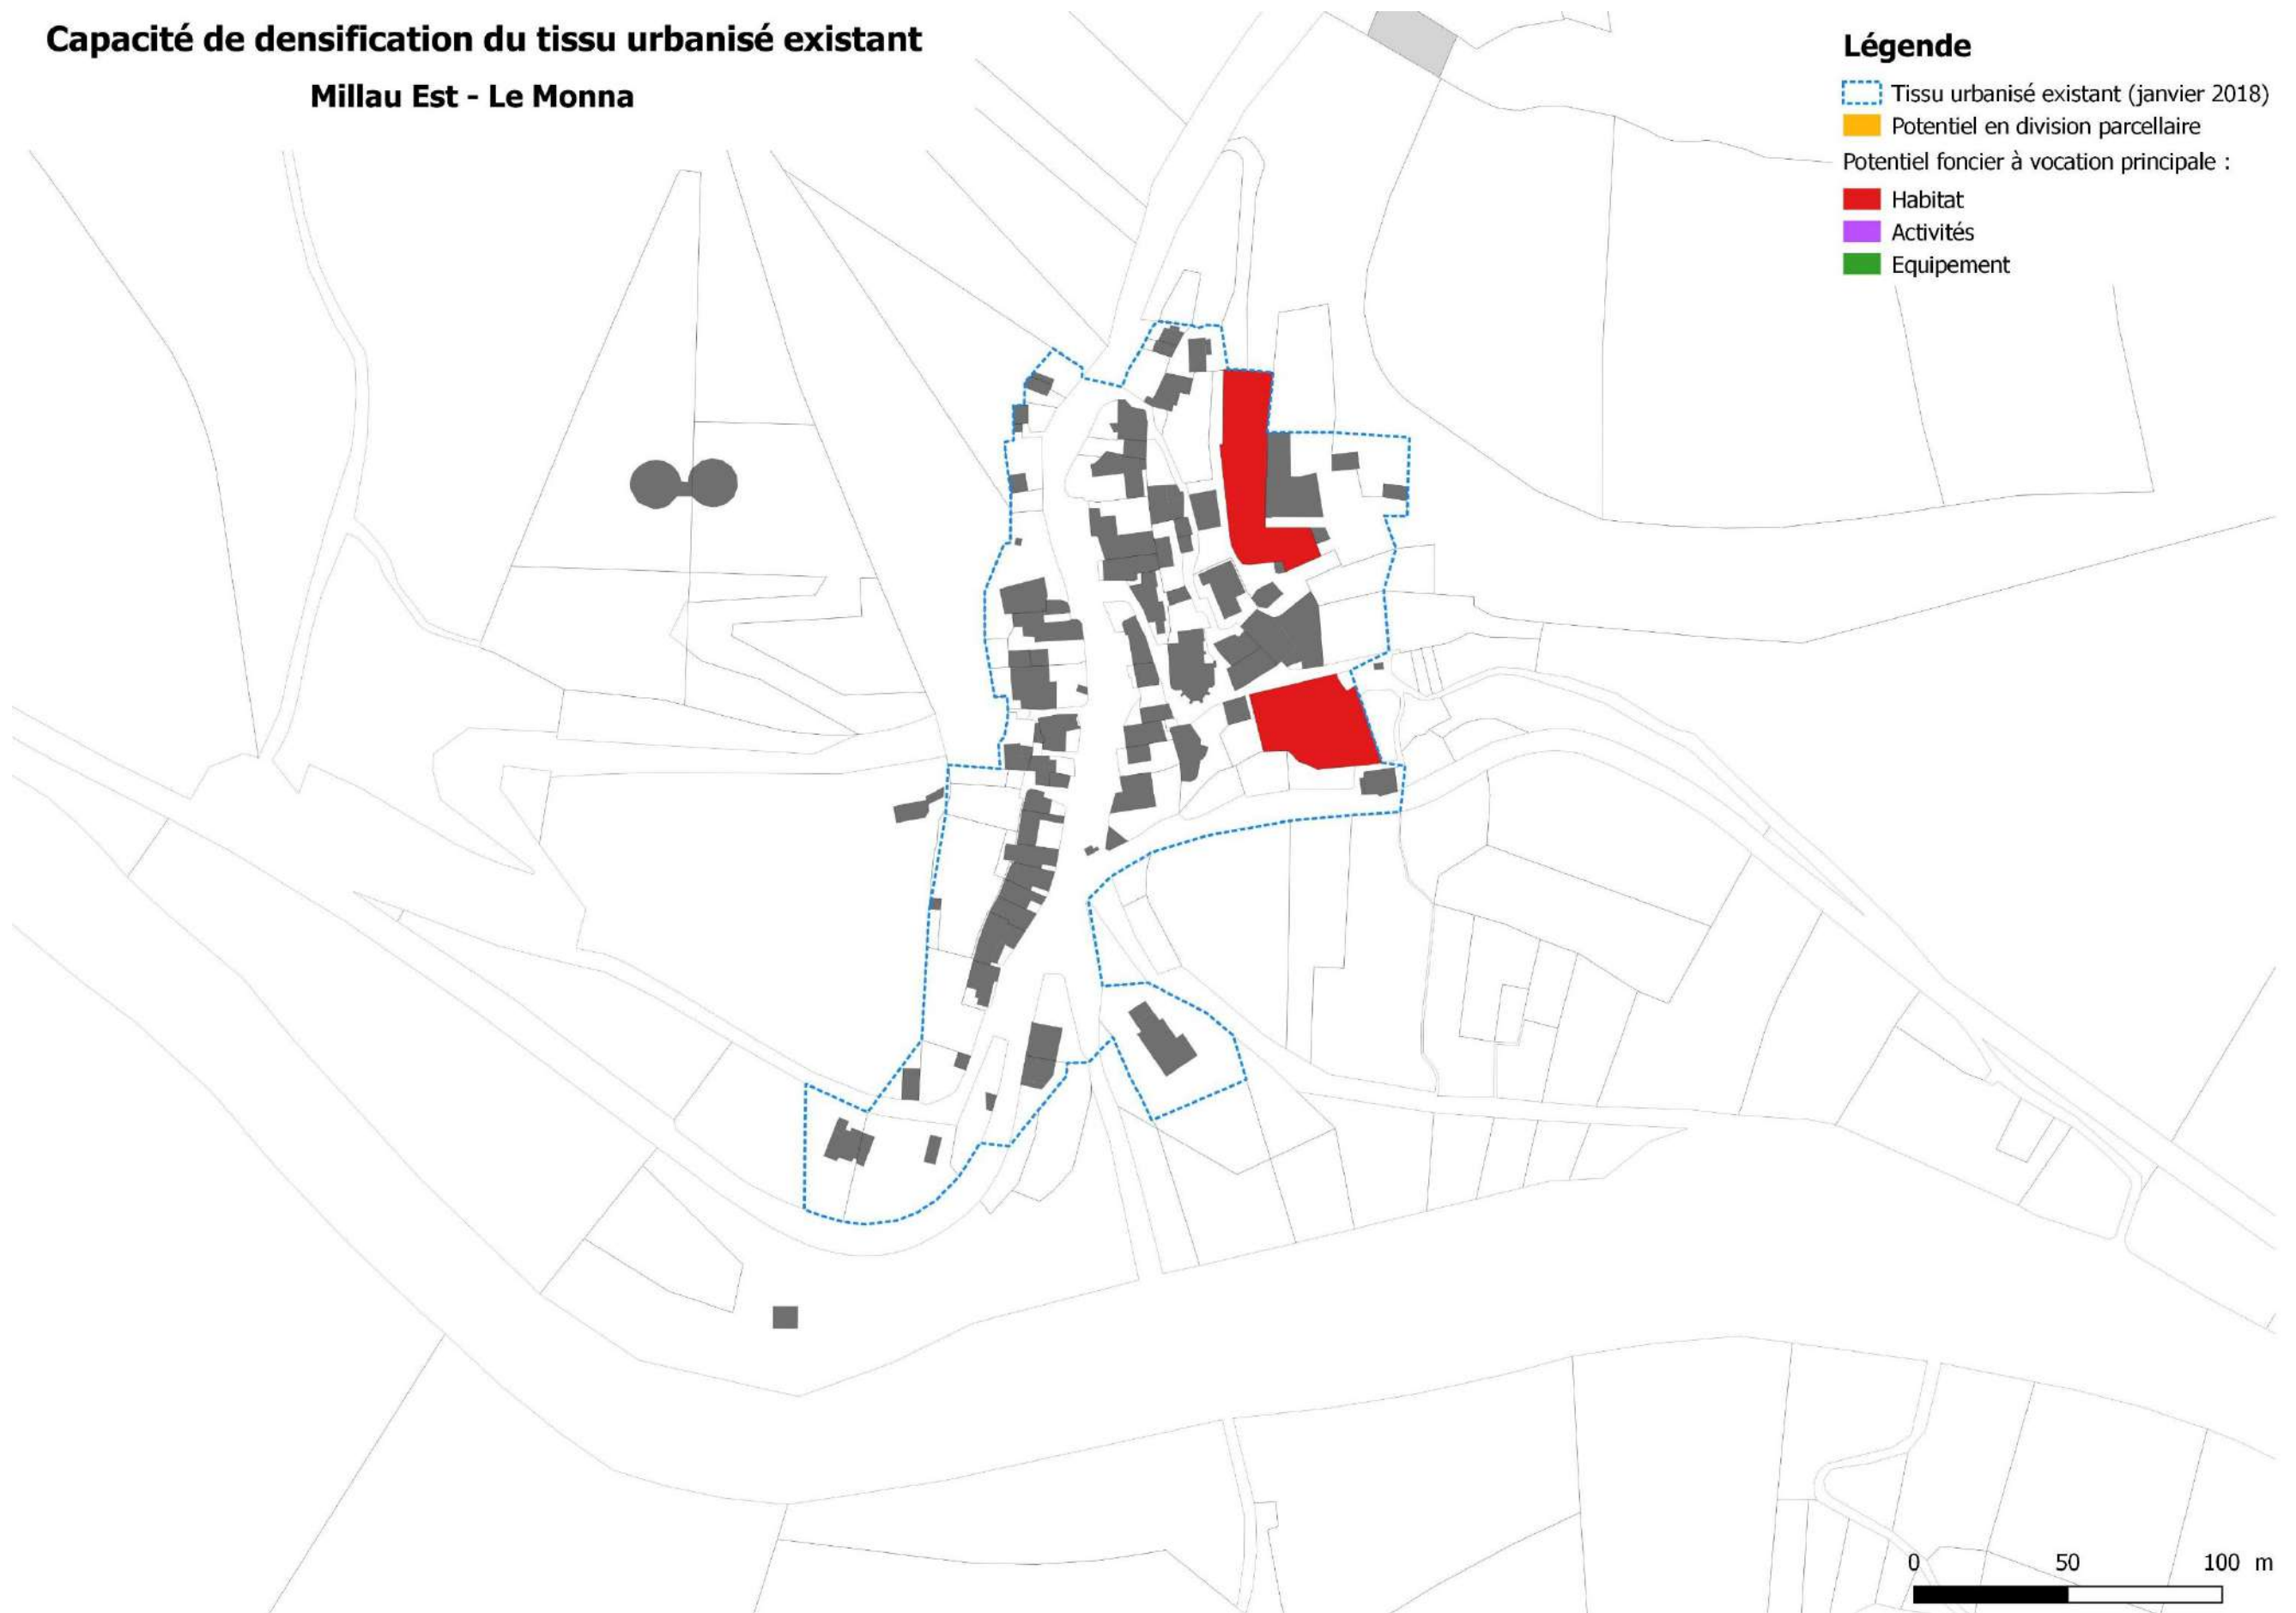 Capacité de densification du tissu urbanisé existant
Millau Est - Le Monna
Légende
Tissu urbanisé existant (janvier 2018)
Potentiel en division parcellaire
Potentiel foncier à vocation principale :
Habitat
Activités
Equipement
0 50 100 m